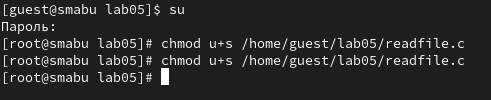 [guest@smabu lab05]$ su
Пароль:
[root@smabu lab05]# chmod u+s /home/guest/lab05/readfile.c
[root@smabu lab05]# chmod u+s /home/guest/lab05/readfile.c
[root@smabu lab05]#